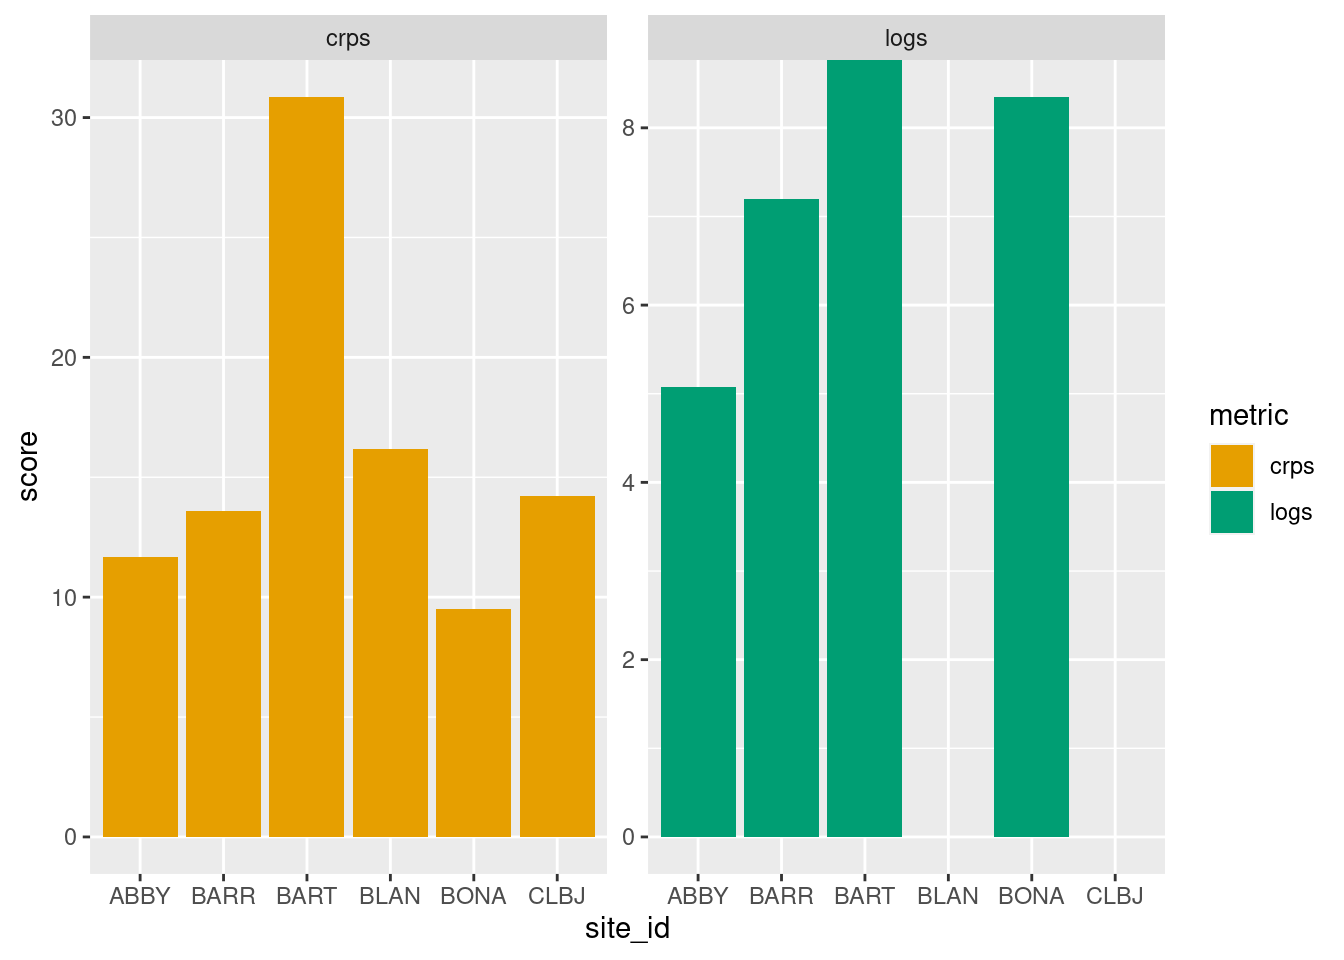 crps
logs
score
30
20
10
0
8
6
4
2
0
ABBY BARR BART BLAN BONA CLBJ
ABBY BARR BART BLAN BONA CLBJ
site_id
metric
crps
logs